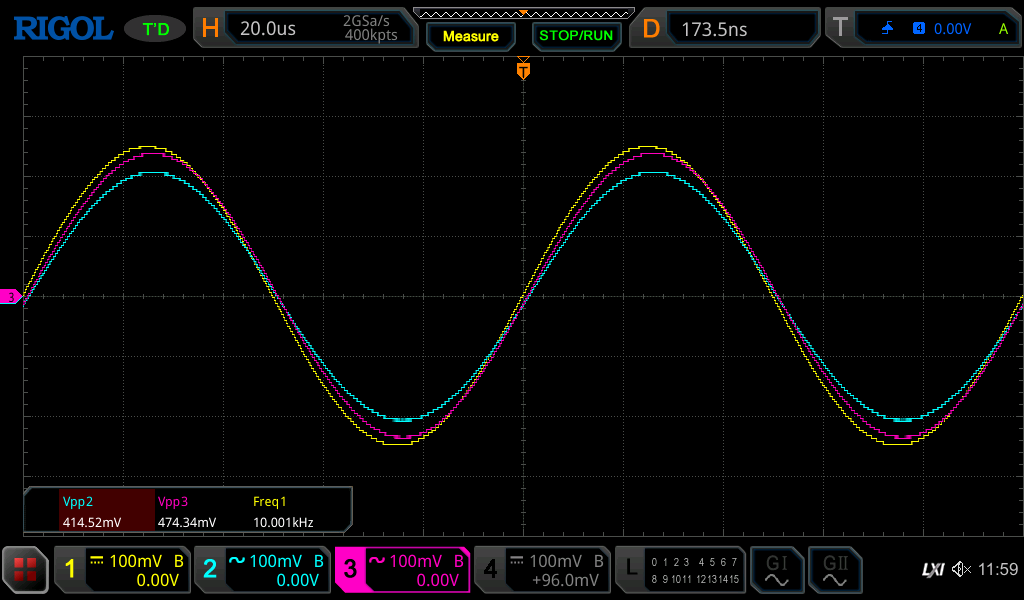 RIGOL T'D H 20.0us 2GSa/s 400kpts Measure STOP/RUN D 173.5ns T 4 0.00V A
T
3
Vpp2 Vpp3 Freq1
414.52mV 474.34mV 10.001kHz
1 100mV B 0.00V
2 100mV B 0.00V
3 100mV B 0.00V
4 100mV B +96.0mV
L 0 1 2 3 4 5 6 7
8 9 10 11 12 13 14 15
GI GII
LXI 11:59